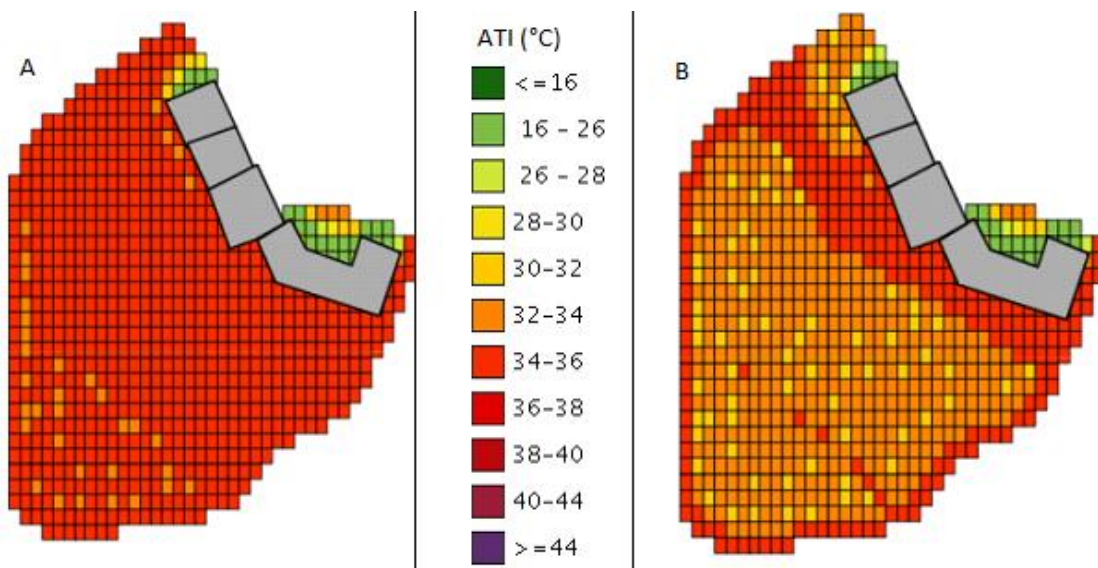 A
ATI (°C)
<=16
16 – 26
26 – 28
28–30
30–32
32–34
34–36
36–38
38–40
40–44
>=44
B